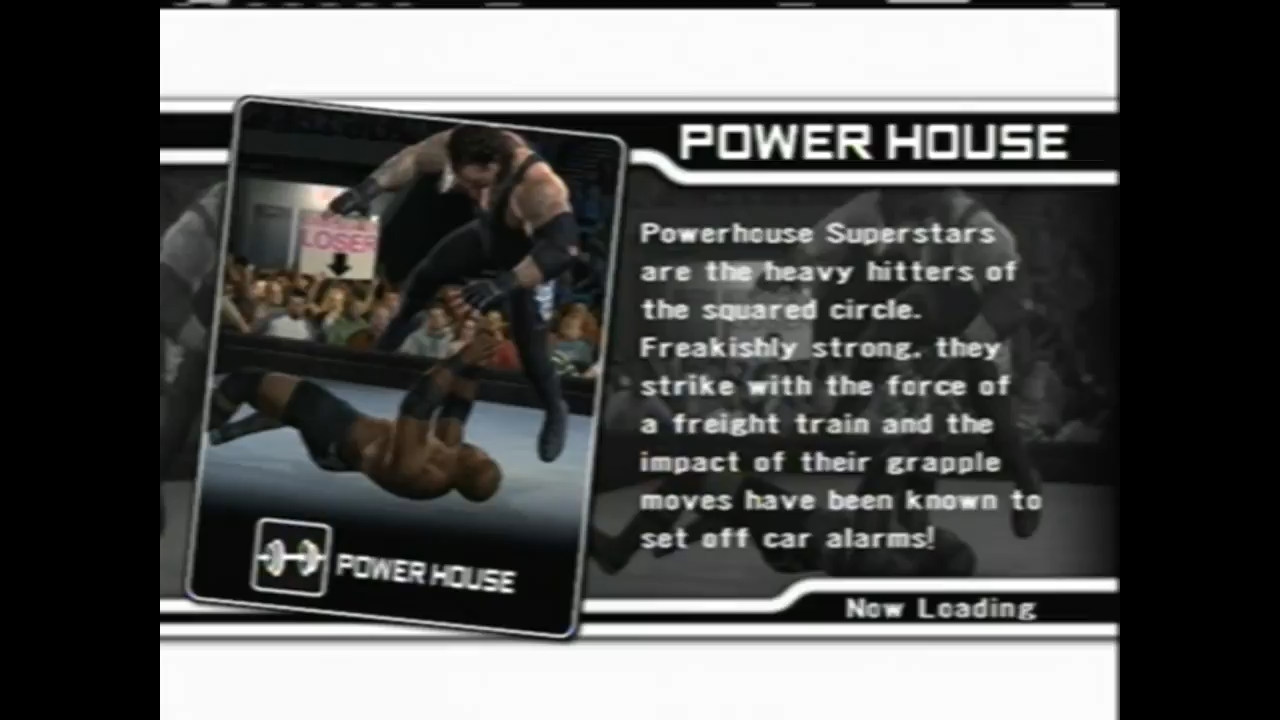 POWER HOUSE
LOSER
Powerhouse Superstars
are the heavy hitters of
the squared circle.
Freakishly strong, they
strike with the force of
a freight train and the
impact of their grapple
moves have been known to
set off car alarms!
POWER HOUSE
Now Loading